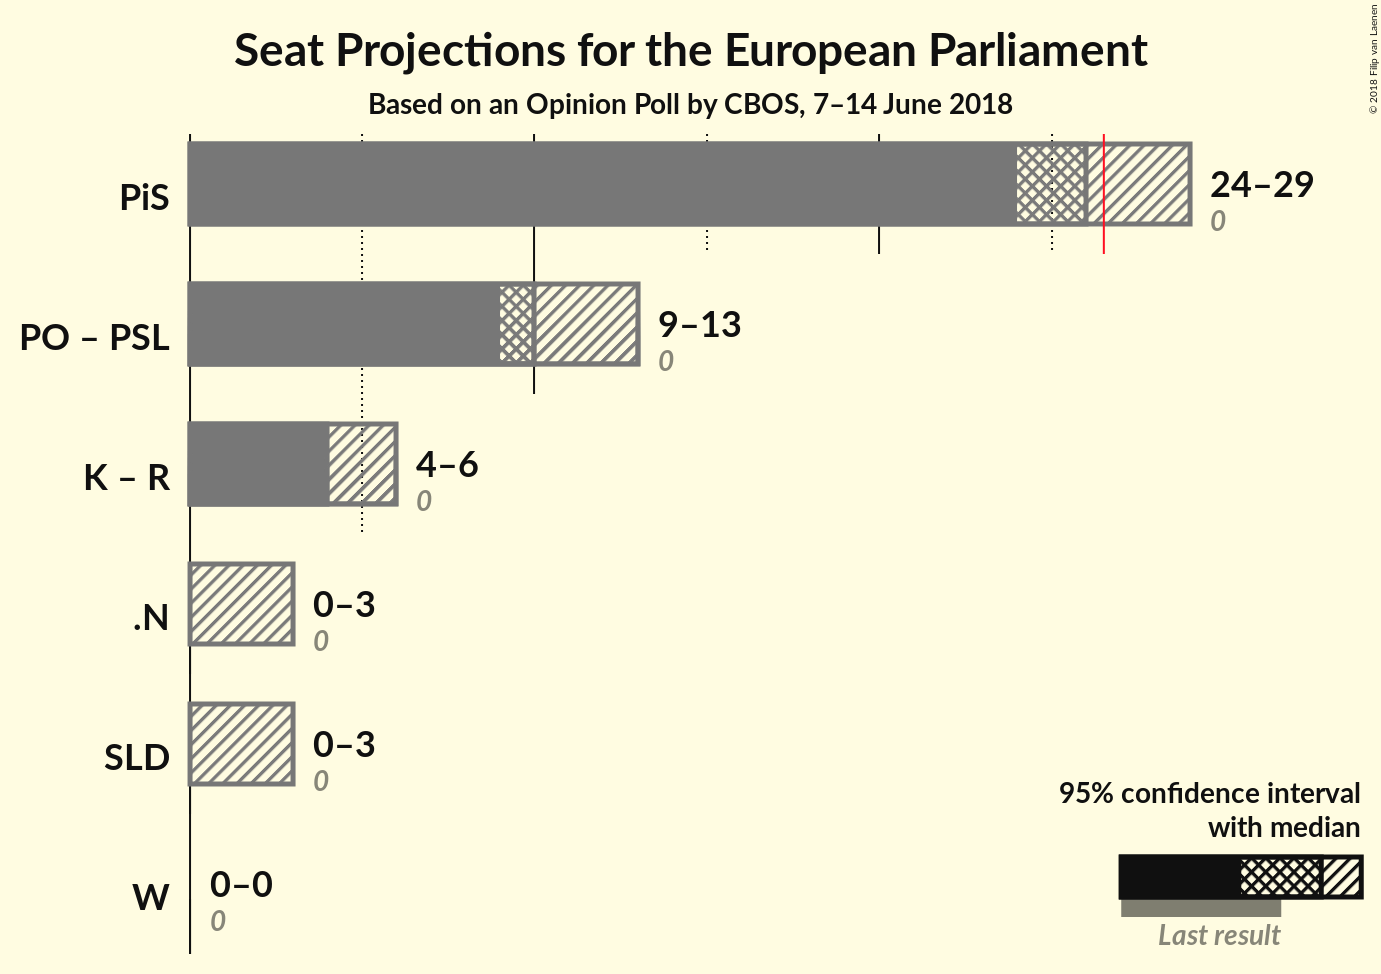 Seat Projections for the European Parliament
Based on an Opinion Poll by CBOS, 7–14 June 2018
© 2018 Filip van Laenen
PiS
24–29
0
PO – PSL
9–13
0
K – R
4–6
0
.N
0–3
0
SLD
0–3
0
W
0–0
0
95% confidence interval
with median
Last result